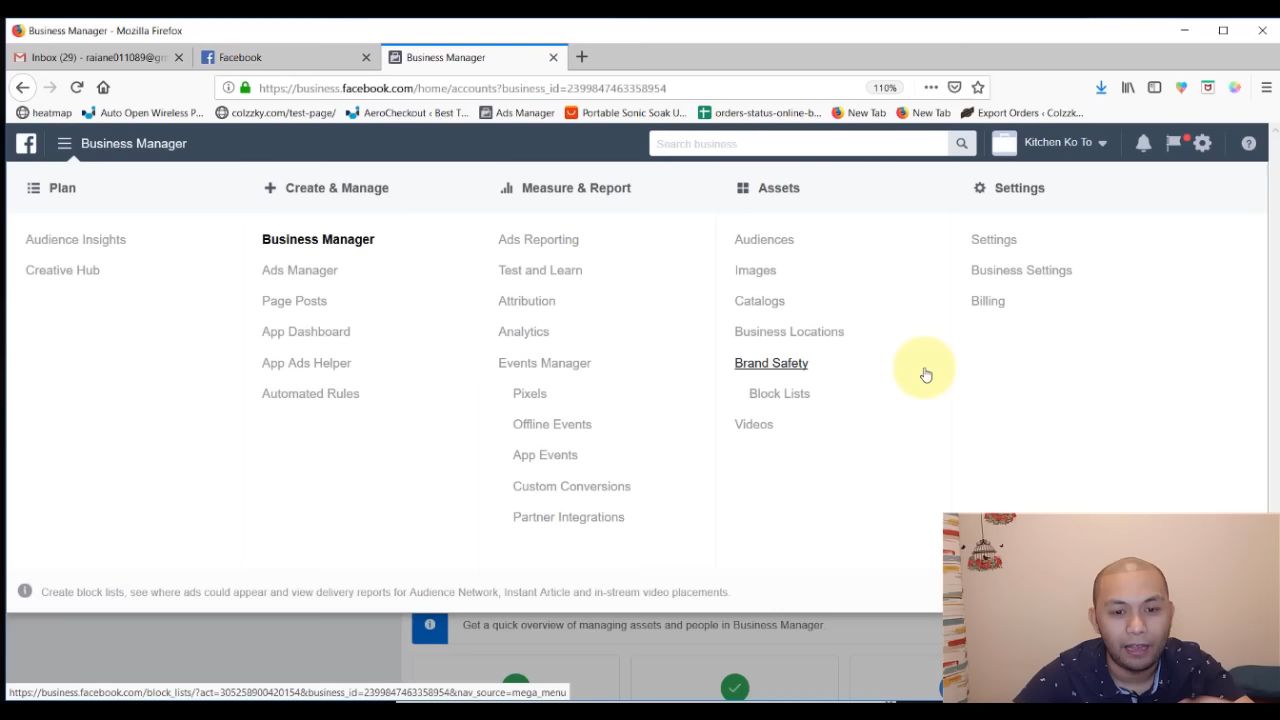 Business Manager - Mozilla Firefox
Inbox (29) - raiane011089@gm
Facebook
Business Manager
https://business.facebook.com/home/accounts?business_id=2399847463358954
110%
heatmap
Auto Open Wireless P...
colzzky.com/test-page/
AeroCheckout ‹ Best T...
Ads Manager
Portable Sonic Soak U...
orders-status-online-b...
New Tab
New Tab
Export Orders ‹ Colzzk...
Business Manager
Search business
Kitchen Ko To
Plan
Audience Insights
Creative Hub
Create & Manage
Business Manager
Ads Manager
Page Posts
App Dashboard
App Ads Helper
Automated Rules
Measure & Report
Ads Reporting
Test and Learn
Attribution
Analytics
Events Manager
Pixels
Offline Events
App Events
Custom Conversions
Partner Integrations
Assets
Audiences
Images
Catalogs
Business Locations
Brand Safety
Block Lists
Videos
Settings
Settings
Business Settings
Billing
Create block lists, see where ads could appear and view delivery reports for Audience Network, Instant Article and in-stream video placements.
Get a quick overview of managing assets and people in Business Manager.
https://business.facebook.com/block_lists/?act=305258900420154&business_id=2399847463358954&nav_source=mega_menu